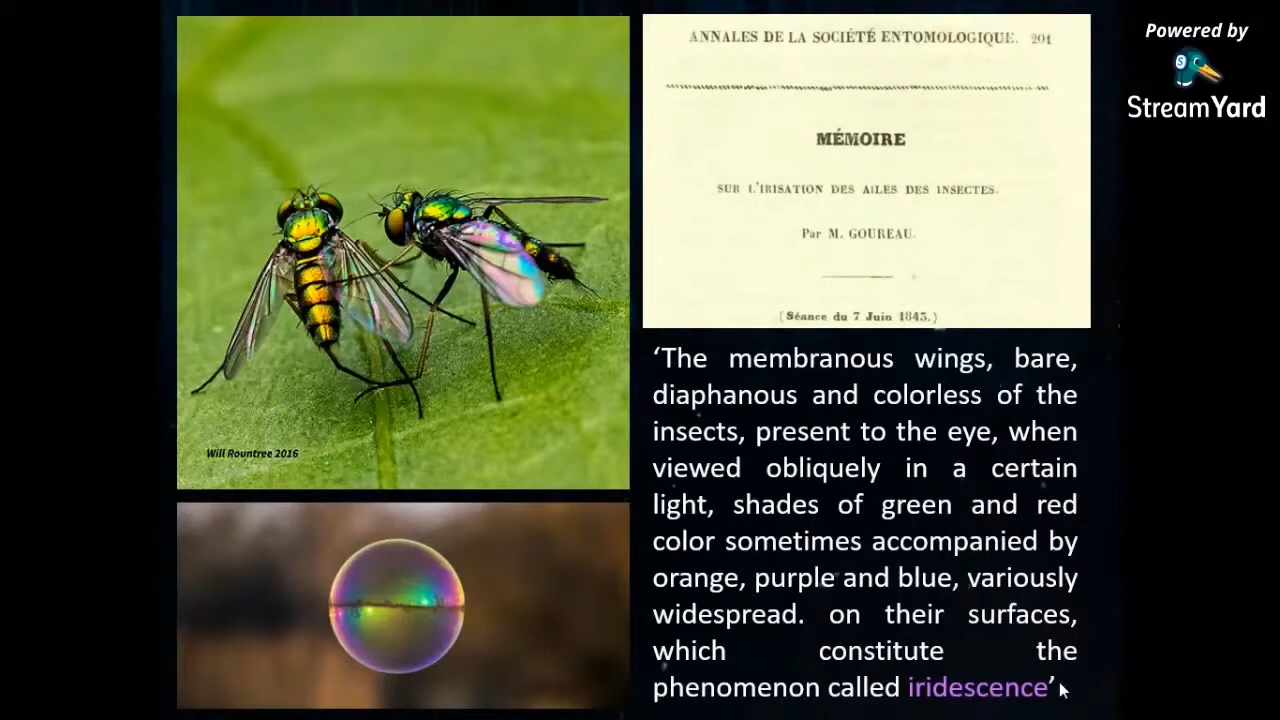 ANNALES DE LA SOCIÉTÉ ENTOMOLOGIQUE. 201
MÉMOIRE
SUR L'IRISATION DES AILES DES INSECTES.
Par M. GOUREAU.
(Séance du 7 Juin 1843.)
Will Rountree 2016
‘The membranous wings, bare,
diaphanous and colorless of the
insects, present to the eye, when
viewed obliquely in a certain
light, shades of green and red
color sometimes accompanied by
orange, purple and blue, variously
widespread. on their surfaces,
which constitute the
phenomenon called iridescence’
Powered by
StreamYard